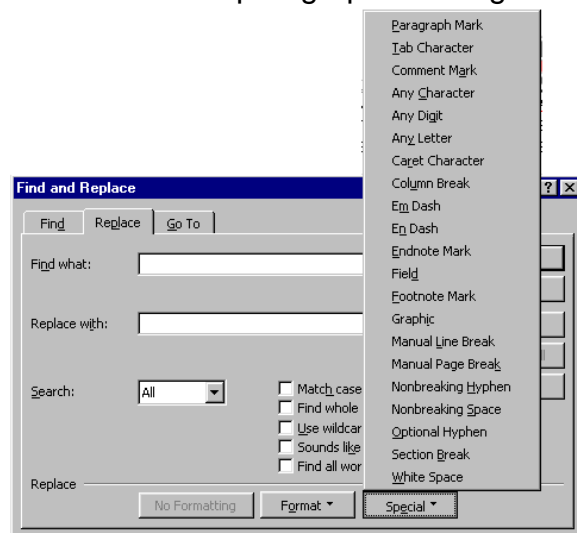 Paragraph Mark
Tab Character
Comment Mark
Any Character
Any Digit
Any Letter
Caret Character
Column Break
Em Dash
En Dash
Endnote Mark
Field
Footnote Mark
Graphic
Manual Line Break
Manual Page Break
Nonbreaking Hyphen
Nonbreaking Space
Optional Hyphen
Section Break
White Space
Find and Replace
Find Replace Go To
Find what:
Replace with:
Search: All
Match case
Find whole
Use wildcar
Sounds like
Find all wor
Replace
No Formatting Format Special